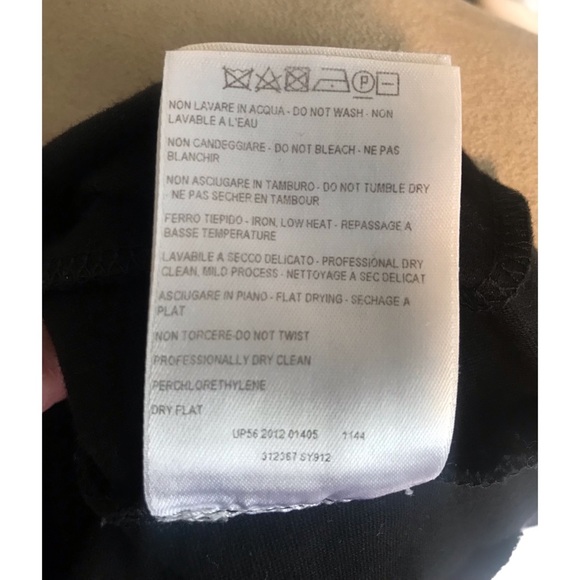 P
NON LAVARE IN ACQUA - DO NOT WASH - NON
LAVABLE A L'EAU
NON CANDEGGIARE - DO NOT BLEACH - NE PAS
BLANCHIR
NON ASCIUGARE IN TAMBURO - DO NOT TUMBLE DRY
- NE PAS SECHER EN TAMBOUR
FERRO TIEPIDO - IRON, LOW HEAT - REPASSAGE A
BASSE TEMPERATURE
LAVABILE A SECCO DELICATO - PROFESSIONAL DRY
CLEAN, MILD PROCESS - NETTOYAGE A SEC DELICAT
ASCIUGARE IN PIANO - FLAT DRYING - SECHAGE A
PLAT
NON TORCERE-DO NOT TWIST
PROFESSIONALLY DRY CLEAN
PERCHLORETHYLENE
DRY FLAT
UP56 2012 01405 1144
312367 SY912